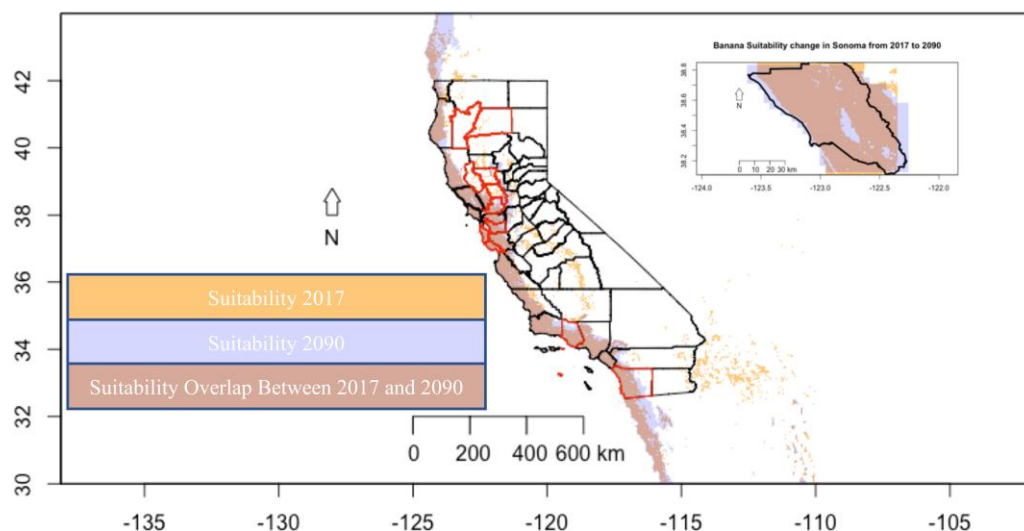 Banana Suitability change in Sonoma from 2017 to 2090
38.8
38.6
38.4
38.2
N
0 10 20 30 km
-124.0 -123.5 -123.0 -122.5 -122.0
42
40
38
36
34
32
30
N
Suitability 2017
Suitability 2090
Suitability Overlap Between 2017 and 2090
0 200 400 600 km
-135 -130 -125 -120 -115 -110 -105